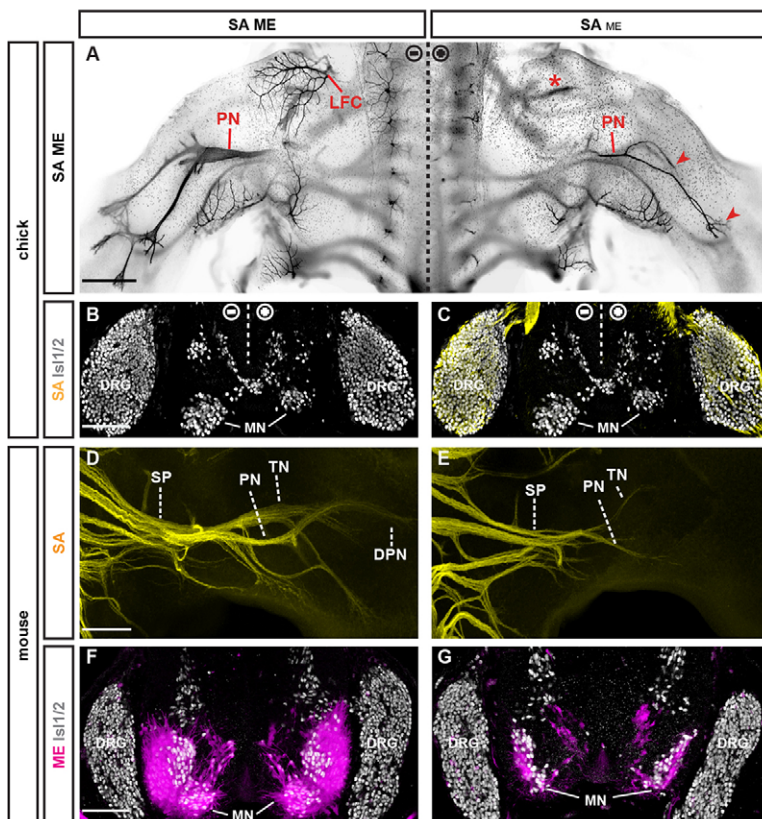 SA ME
SA ME
chick
SA ME
A
LFC
PN
*
PN
SA Isl1/2
B
DRG
DRG
MN
C
DRG
DRG
MN
mouse
SA
D
SP
PN
TN
DPN
E
SP
PN
TN
ME Isl1/2
F
DRG
DRG
MN
G
DRG
DRG
MN